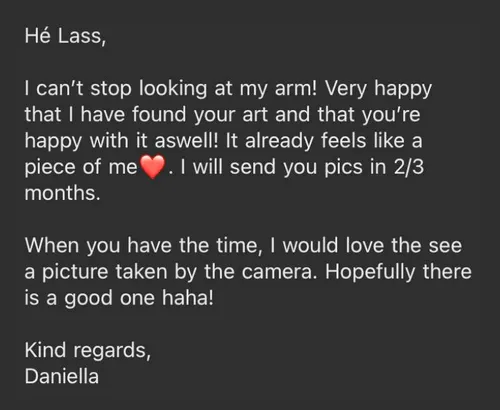 Hé Lass,
I can't stop looking at my arm! Very happy
that I have found your art and that you're
happy with it aswell! It already feels like a
piece of me❤️. I will send you pics in 2/3
months.
When you have the time, I would love the see
a picture taken by the camera. Hopefully there
is a good one haha!
Kind regards,
Daniella